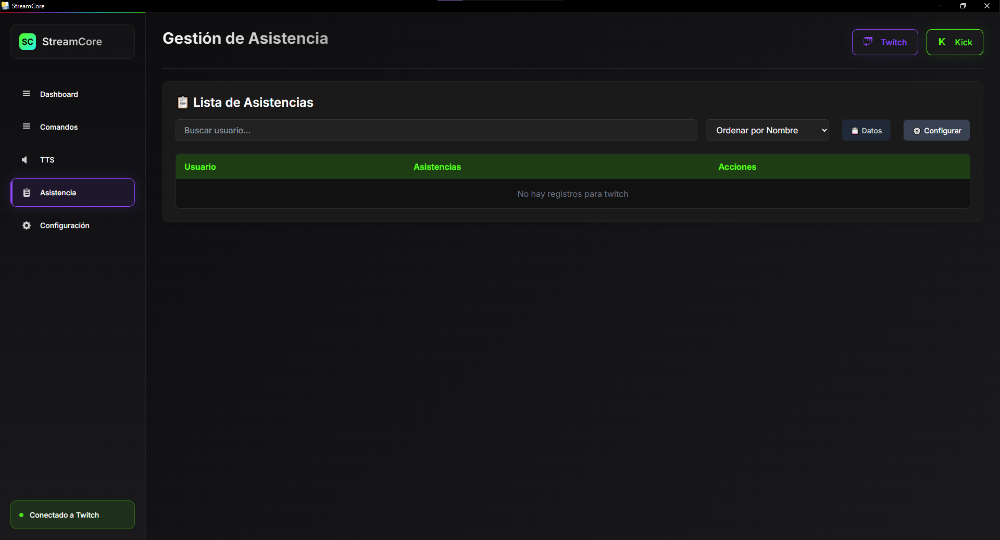 StreamCore
SC StreamCore
Dashboard
Comandos
TTS
Asistencia
Configuración
Conectado a Twitch
Gestión de Asistencia
Twitch
K Kick
Lista de Asistencias
Buscar usuario...
Ordenar por Nombre
Datos
Configurar
Usuario Asistencias Acciones
No hay registros para twitch